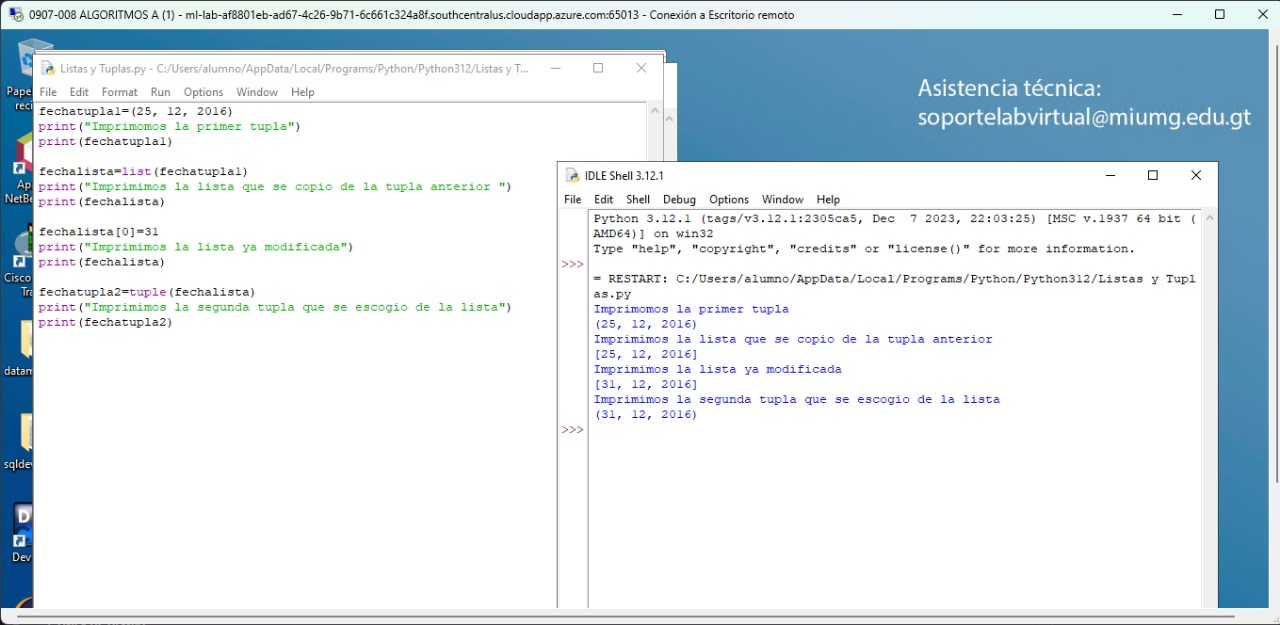 0907-008 ALGORITMOS A (1) - ml-lab-af8801eb-ad67-4c26-9b71-6c661c324a8f.southcentralus.cloudapp.azure.com:65013 - Conexión a Escritorio remoto
Asistencia técnica:
soportelabvirtual@miumg.edu.gt
Listas y Tuplas.py - C:/Users/alumno/AppData/Local/Programs/Python/Python312/Listas y T...
File Edit Format Run Options Window Help
fechatupla1=(25, 12, 2016)
print("Imprimomos la primer tupla")
print(fechatupla1)
fechalista=list(fechatupla1)
print("Imprimimos la lista que se copio de la tupla anterior ")
print(fechalista)
fechalista[0]=31
print("Imprimimos la lista ya modificada")
print(fechalista)
fechatupla2=tuple(fechalista)
print("Imprimimos la segunda tupla que se escogio de la lista")
print(fechatupla2)
IDLE Shell 3.12.1
File Edit Shell Debug Options Window Help
Python 3.12.1 (tags/v3.12.1:2305ca5, Dec  7 2023, 22:03:25) [MSC v.1937 64 bit (
AMD64)] on win32
Type "help", "copyright", "credits" or "license()" for more information.
>>>
= RESTART: C:/Users/alumno/AppData/Local/Programs/Python/Python312/Listas y Tupl
as.py
Imprimomos la primer tupla
(25, 12, 2016)
Imprimimos la lista que se copio de la tupla anterior
[25, 12, 2016]
Imprimimos la lista ya modificada
[31, 12, 2016]
Imprimimos la segunda tupla que se escogio de la lista
(31, 12, 2016)
>>>
Pape
reci
Ap
NetBe
Cisco
Tra
datam
sqldev
Dev